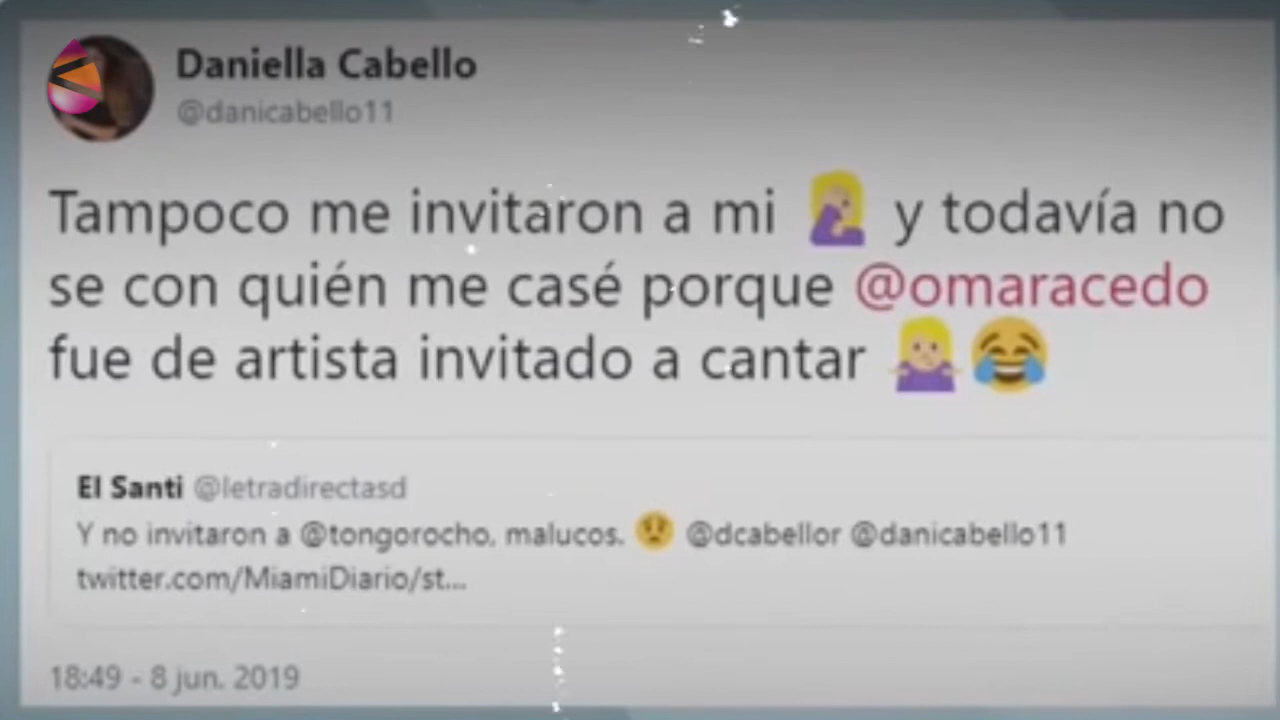 Daniella Cabello
@danicabello11
Tampoco me invitaron a mi 🤦🏼‍♀️ y todavía no
se con quién me casé porque @omaracedo
fue de artista invitado a cantar 🤷🏼‍♀️😂
El Santi @letradirectasd
Y no invitaron a @tongorocho, malucos. 😟 @dcabellor @danicabello11
twitter.com/MiamiDiario/st...
18:49 - 8 jun. 2019